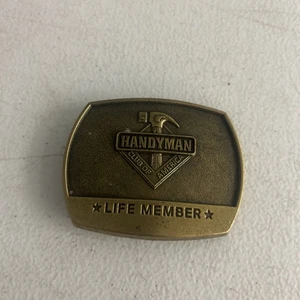 HANDYMAN
CLUB OF AMERICA
★ LIFE MEMBER ★